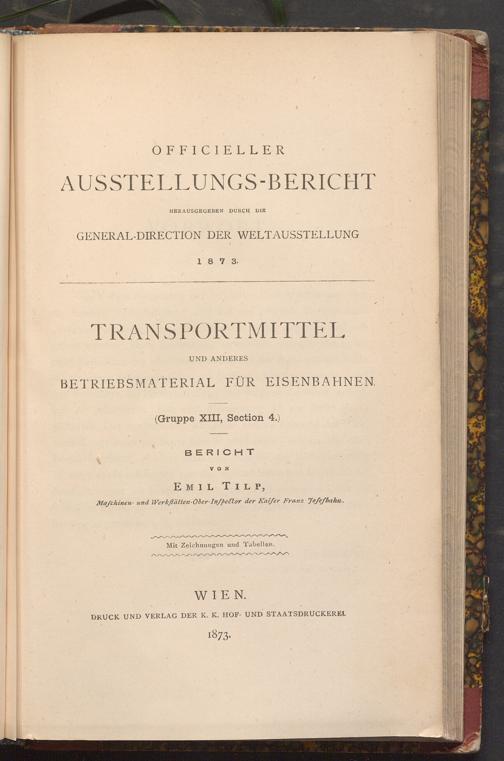 OFFICIELLER
AUSSTELLUNGS-BERICHT
HERAUSGEGEBEN DURCH DIE
GENERAL-DIRECTION DER WELTAUSSTELLUNG
1873.
TRANSPORTMITTEL
UND ANDERES
BETRIEBSMATERIAL FÜR EISENBAHNEN.
(Gruppe XIII, Section 4.)
BERICHT
VON
EMIL TILP,
Maſchinen- und Werkſtätten-Ober-Inſpector der Kaiſer Franz Joſefbahn.
Mit Zeichnungen und Tabellen.
WIEN.
DRUCK UND VERLAG DER K. K. HOF- UND STAATSDRUCKEREI.
1873.